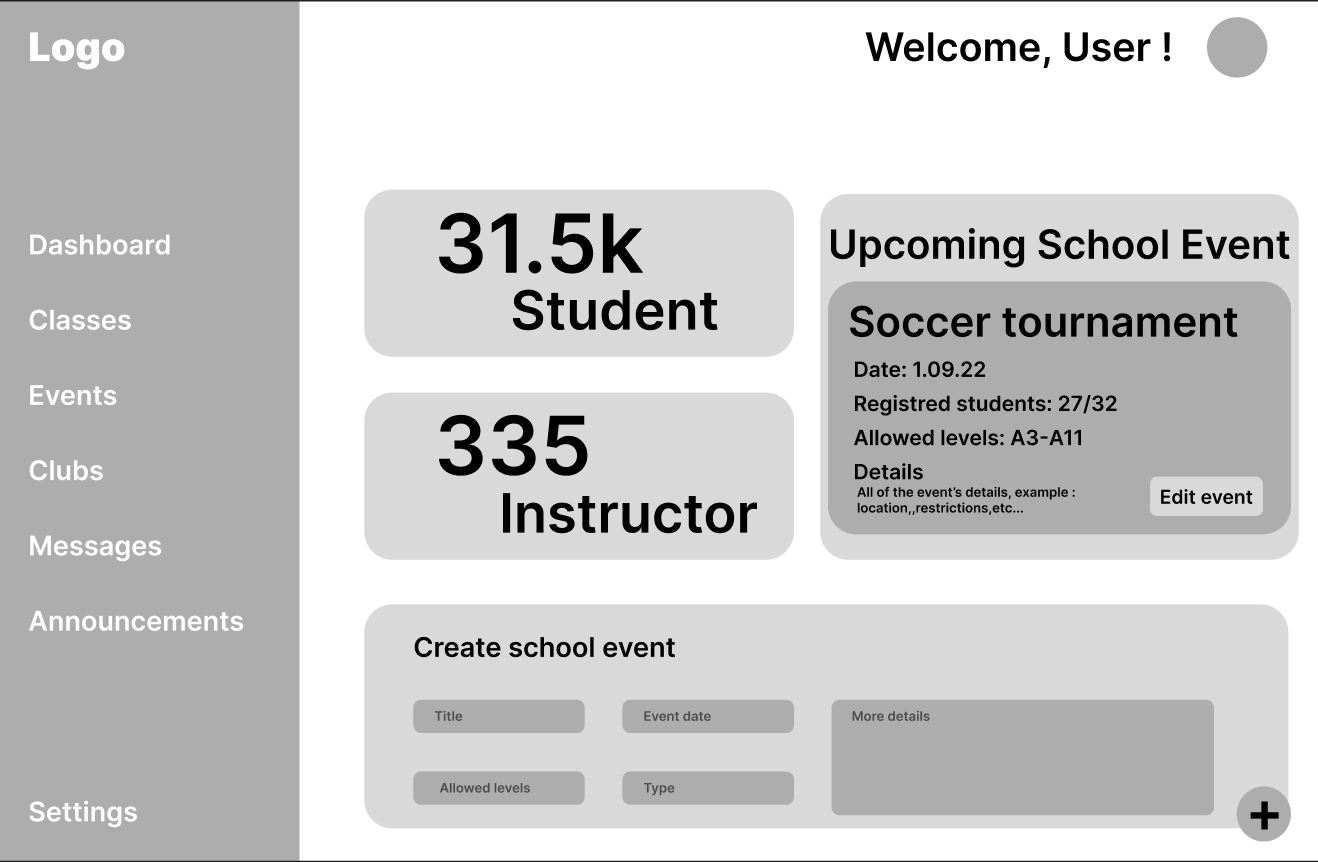 Logo
Welcome, User !
Dashboard
Classes
Events
Clubs
Messages
Announcements
Settings
31.5k
Student
335
Instructor
Upcoming School Event
Soccer tournament
Date: 1.09.22
Registred students: 27/32
Allowed levels: A3-A11
Details
All of the event’s details, example :
location,,restrictions,etc...
Edit event
Create school event
Title
Event date
More details
Allowed levels
Type
+